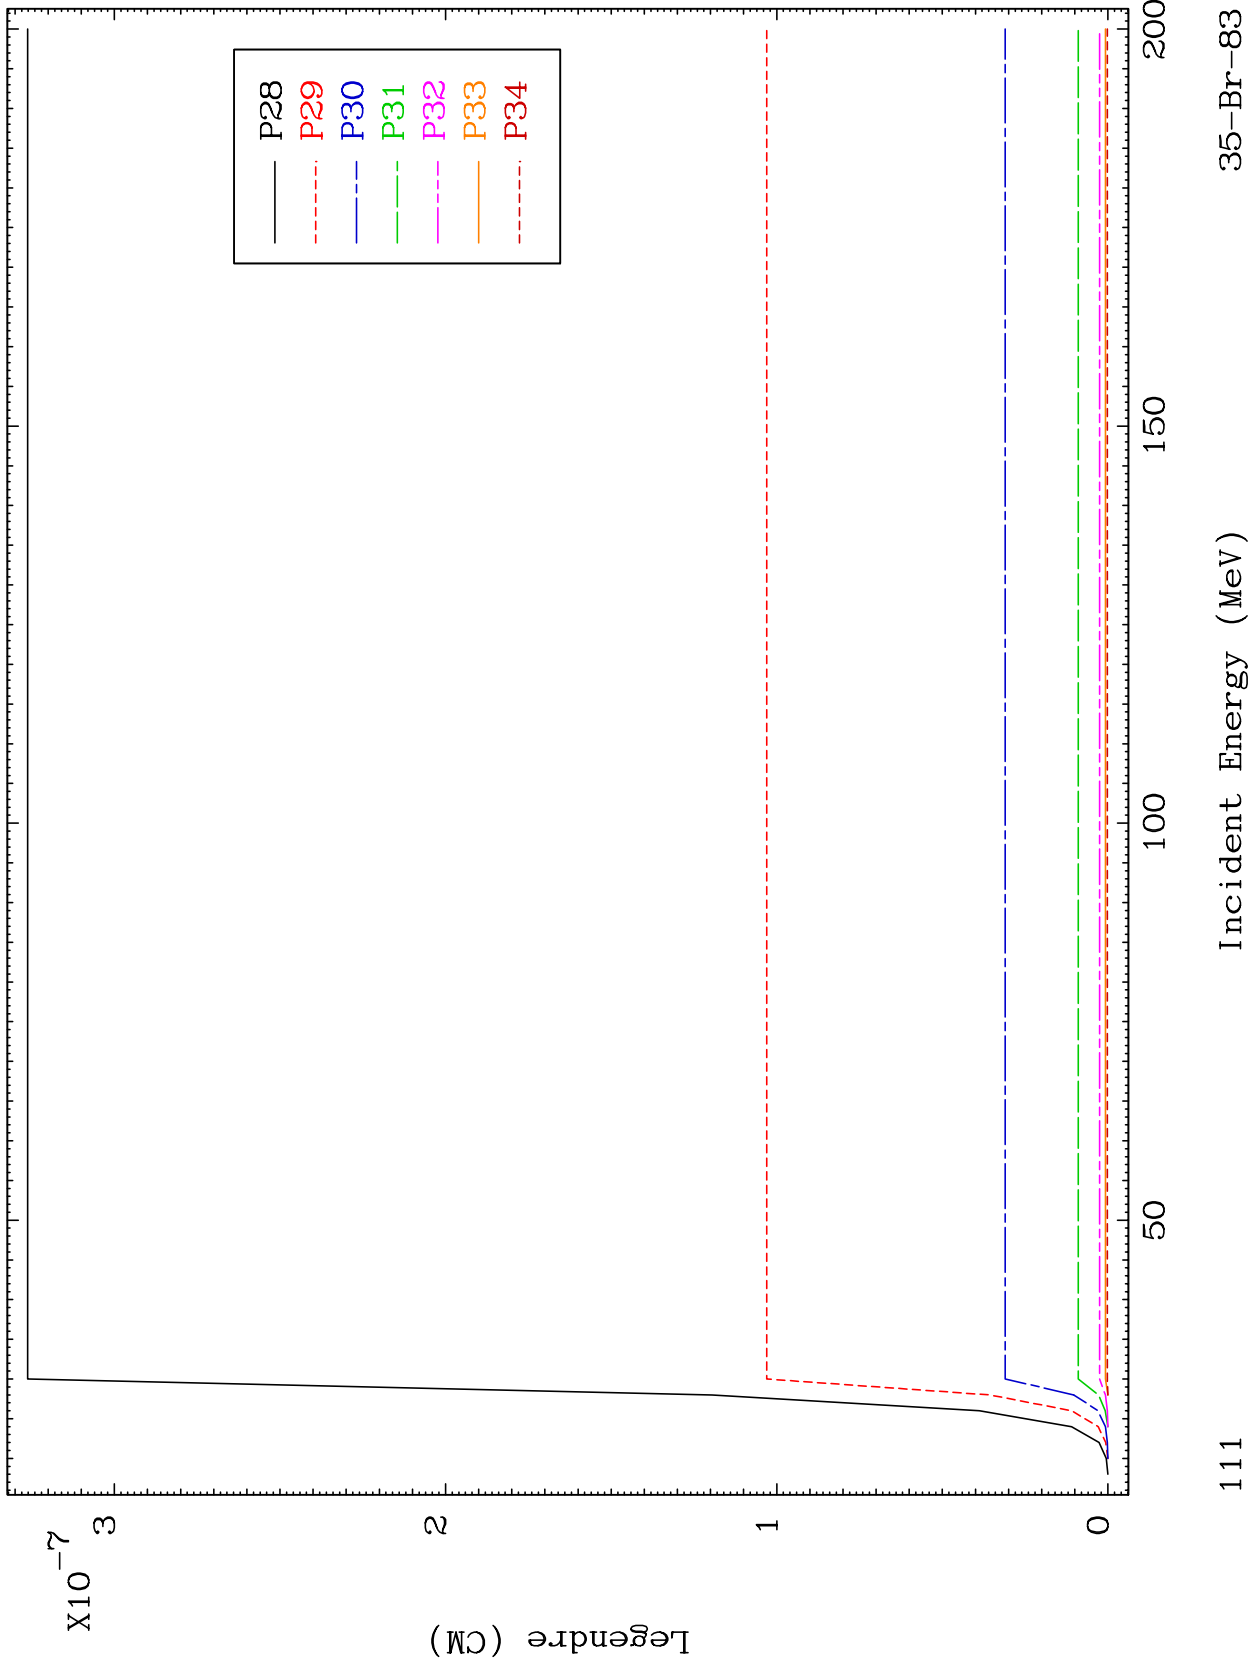 X10-7
3
2
1
0
Legendre (CM)
P28
P29
P30
P31
P32
P33
P34
50
100
150
200
Incident Energy (MeV)
111
35-Br-83